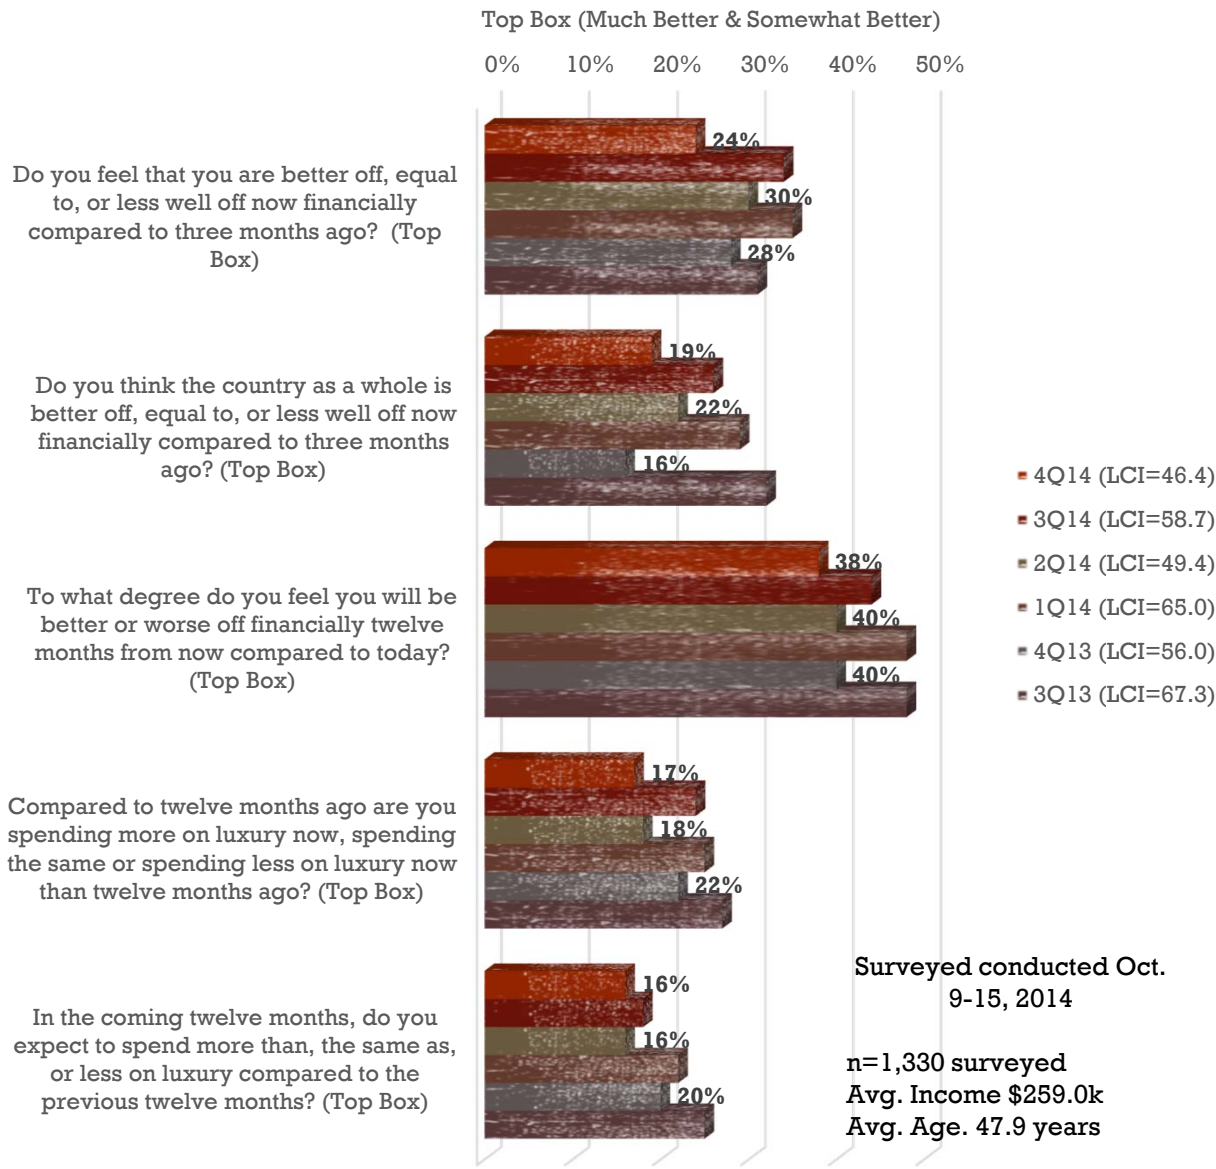 Top Box (Much Better & Somewhat Better)
0% 10% 20% 30% 40% 50%
Do you feel that you are better off, equal
to, or less well off now financially
compared to three months ago? (Top
Box)
24%
30%
28%
Do you think the country as a whole is
better off, equal to, or less well off now
financially compared to three months
ago? (Top Box)
19%
22%
16%
To what degree do you feel you will be
better or worse off financially twelve
months from now compared to today?
(Top Box)
38%
40%
40%
Compared to twelve months ago are you
spending more on luxury now, spending
the same or spending less on luxury now
than twelve months ago? (Top Box)
17%
18%
22%
In the coming twelve months, do you
expect to spend more than, the same as,
or less on luxury compared to the
previous twelve months? (Top Box)
16%
16%
20%
4Q14 (LCI=46.4)
3Q14 (LCI=58.7)
2Q14 (LCI=49.4)
1Q14 (LCI=65.0)
4Q13 (LCI=56.0)
3Q13 (LCI=67.3)
Surveyed conducted Oct.
9-15, 2014
n=1,330 surveyed
Avg. Income $259.0k
Avg. Age. 47.9 years